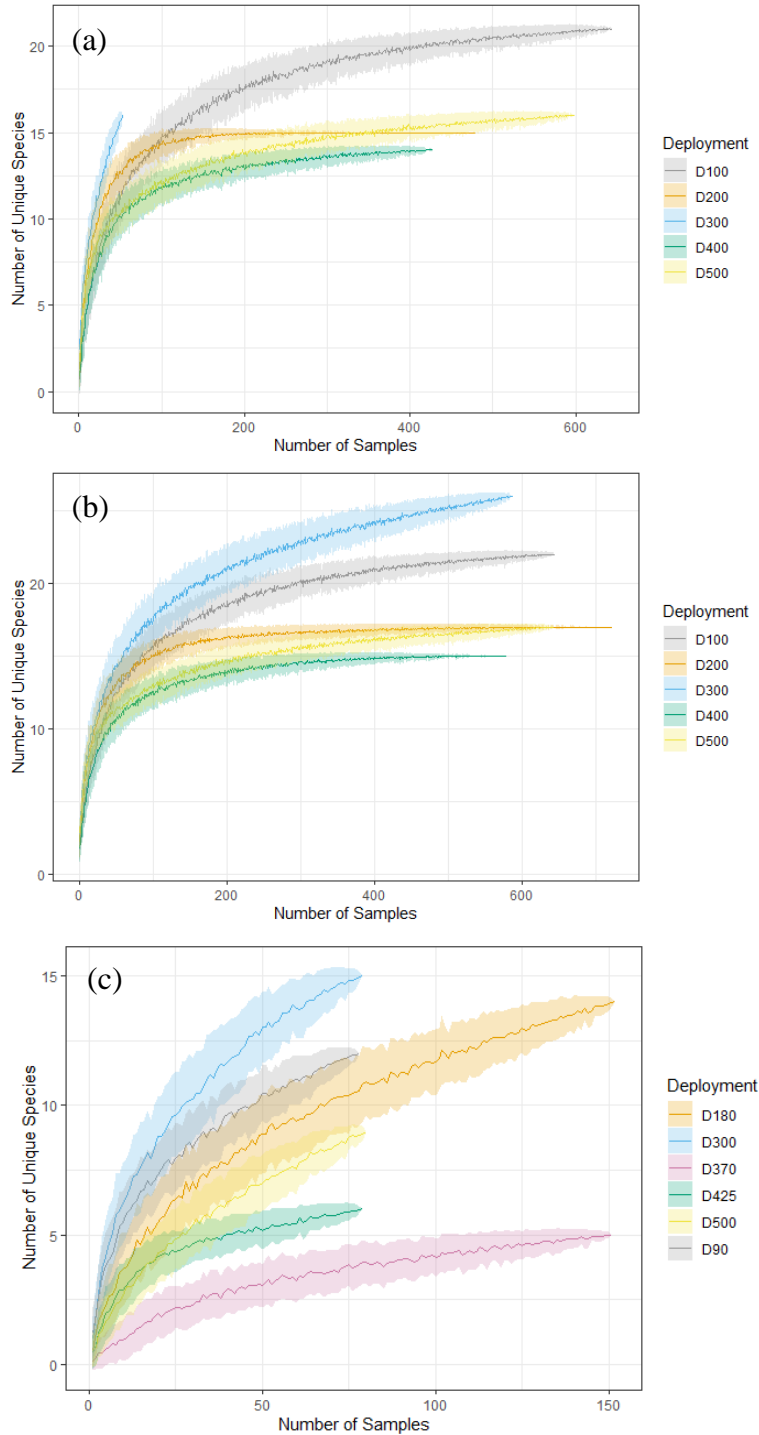 (a)
20
15
10
5
0
Number of Unique Species
0 200 400 600
Number of Samples
Deployment
D100
D200
D300
D400
D500
(b)
20
10
0
Number of Unique Species
0 200 400 600
Number of Samples
Deployment
D100
D200
D300
D400
D500
(c)
15
10
5
0
Number of Unique Species
0 50 100 150
Number of Samples
Deployment
D180
D300
D370
D425
D500
D90